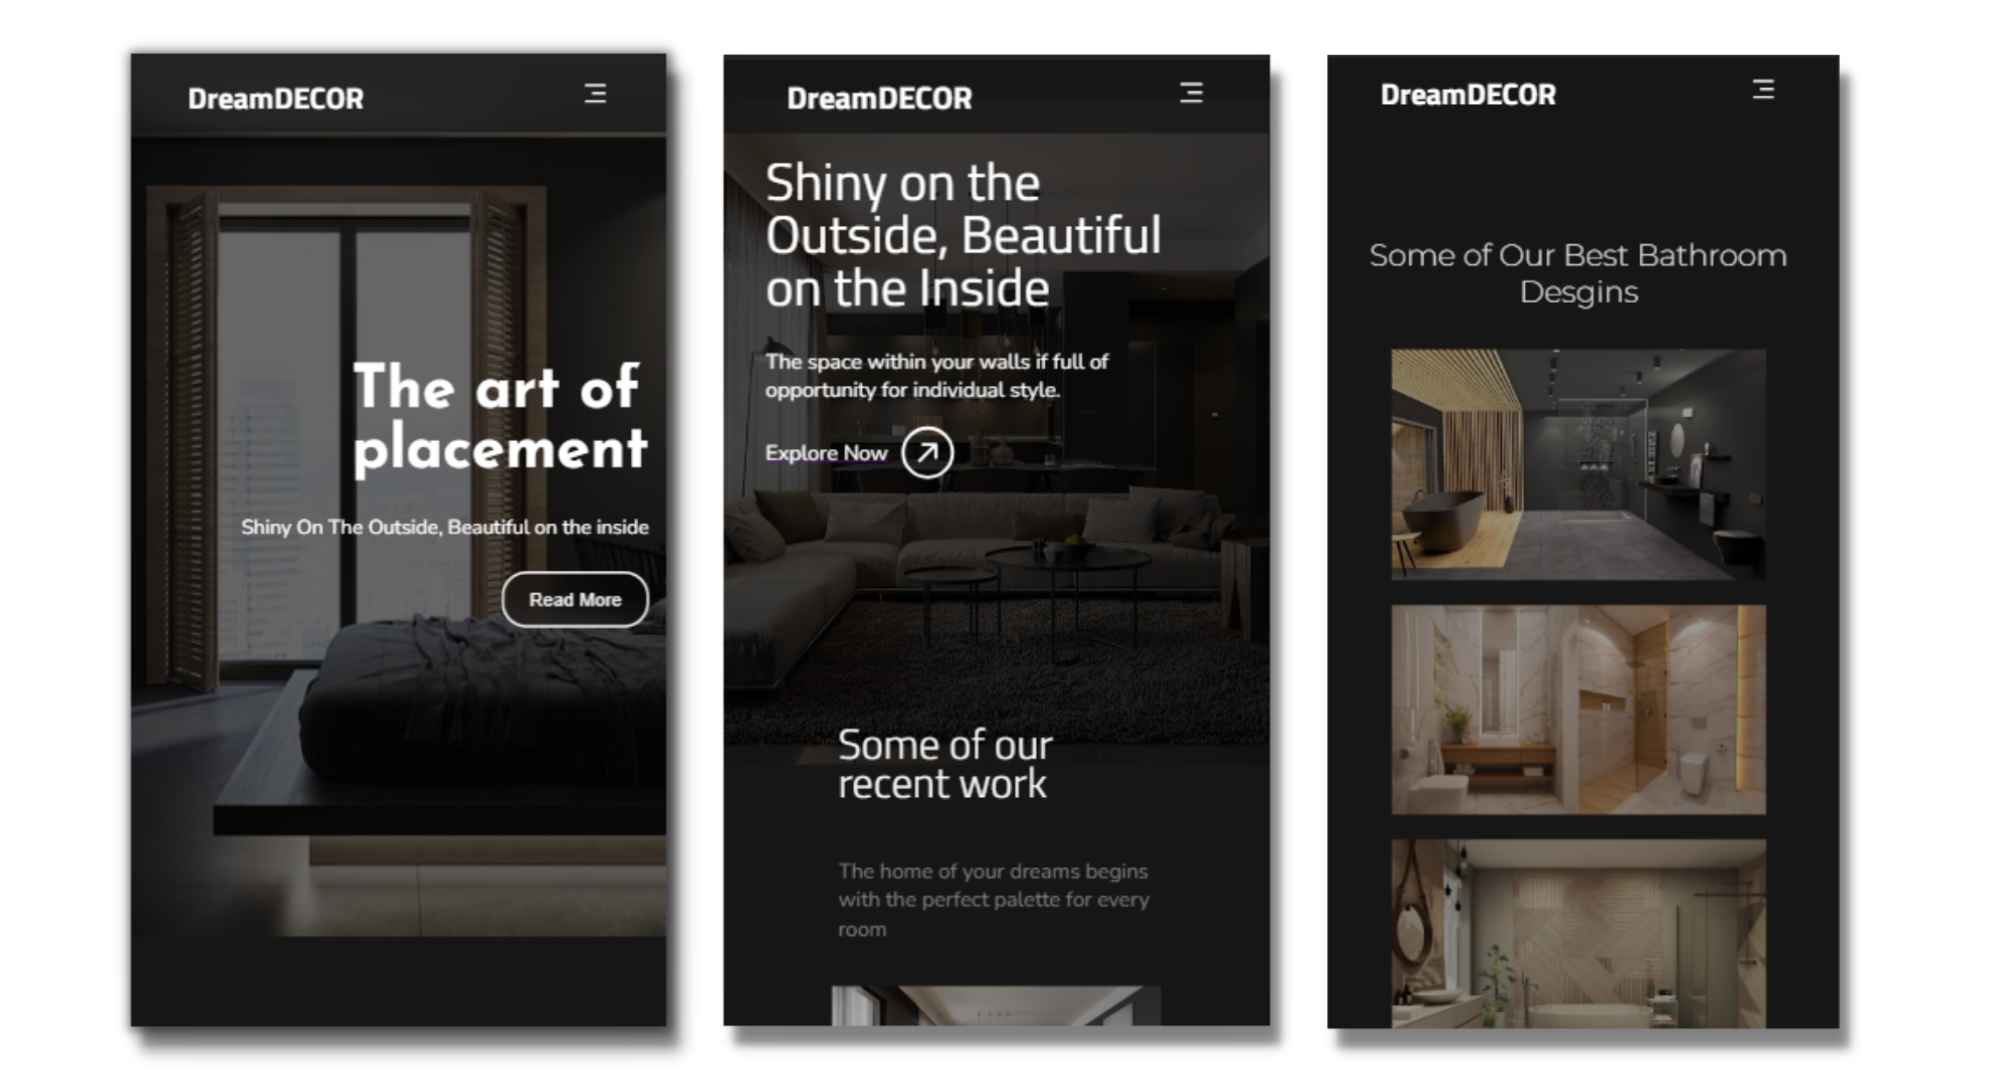 DreamDECOR
The art of
placement
Shiny On The Outside, Beautiful on the inside
Read More
DreamDECOR
Shiny on the
Outside, Beautiful
on the Inside
The space within your walls if full of
opportunity for individual style.
Explore Now
Some of our
recent work
The home of your dreams begins
with the perfect palette for every
room
DreamDECOR
Some of Our Best Bathroom
Desgins